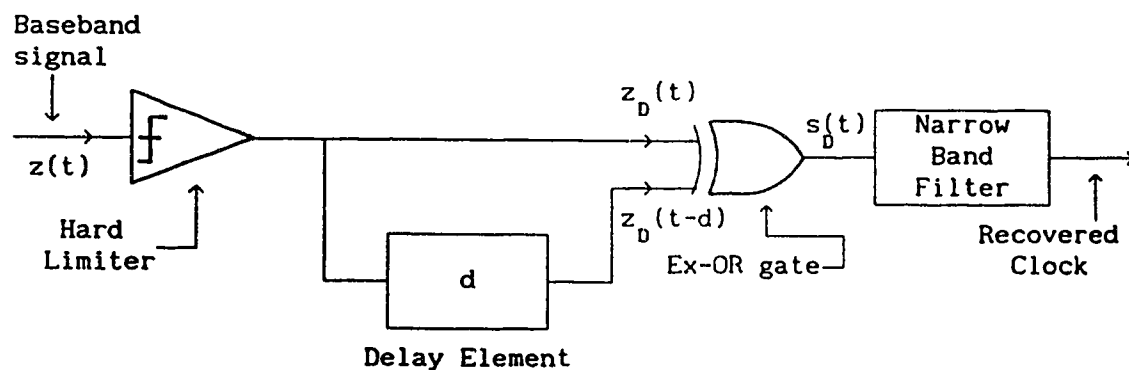 Baseband
signal
z(t)
Hard
Limiter
d
Delay Element
z_D(t)
z_D(t-d)
Ex-OR gate
s_D(t)
Narrow
Band
Filter
Recovered
Clock